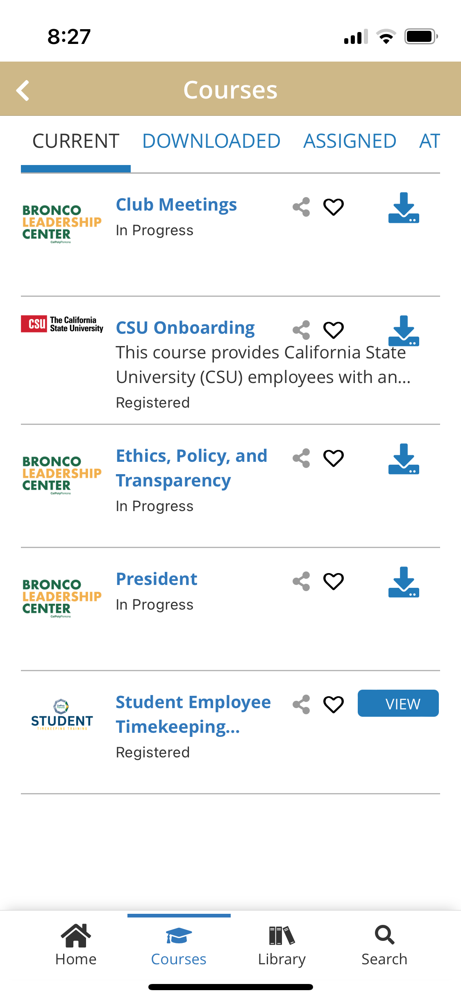 8:27
Courses
CURRENT DOWNLOADED ASSIGNED AT
BRONCO
LEADERSHIP
CENTER
CalPolyPomona
Club Meetings
In Progress
CSU The California
State University
CSU Onboarding
This course provides California State
University (CSU) employees with an...
Registered
BRONCO
LEADERSHIP
CENTER
CalPolyPomona
Ethics, Policy, and
Transparency
In Progress
BRONCO
LEADERSHIP
CENTER
CalPolyPomona
President
In Progress
CalPoly
Pomona
STUDENT
TIMEKEEPING TRAINING
Student Employee
Timekeeping...
VIEW
Registered
Home Courses Library Search